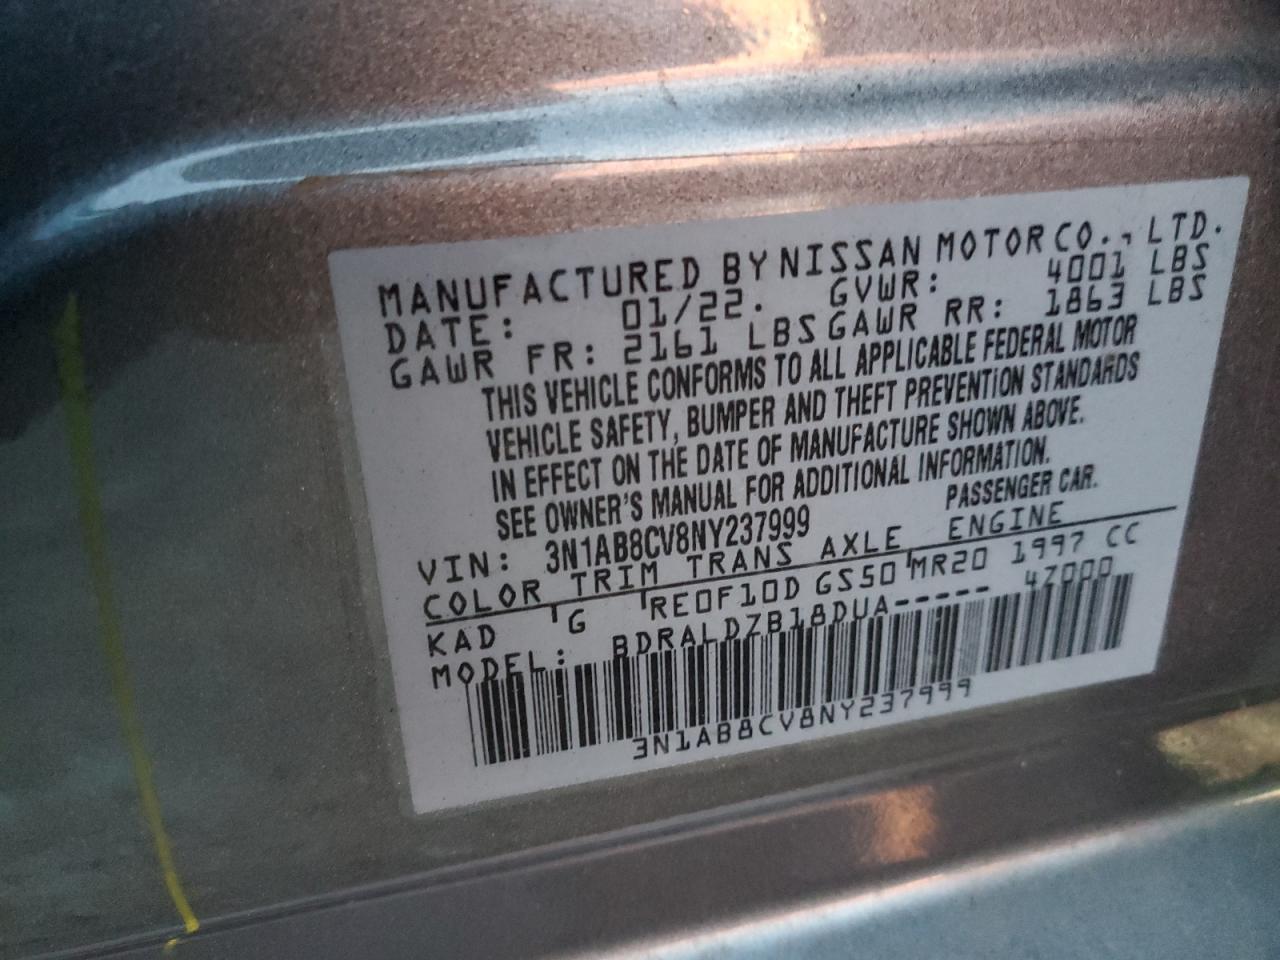 MANUFACTURED BY NISSAN MOTOR CO., LTD.
DATE: 01/22. GVWR: 4001 LBS
GAWR FR: 2161 LBS GAWR RR: 1863 LBS
THIS VEHICLE CONFORMS TO ALL APPLICABLE FEDERAL MOTOR
VEHICLE SAFETY, BUMPER AND THEFT PREVENTION STANDARDS
IN EFFECT ON THE DATE OF MANUFACTURE SHOWN ABOVE.
SEE OWNER'S MANUAL FOR ADDITIONAL INFORMATION.
VIN: 3N1AB8CV8NY237999 PASSENGER CAR.
COLOR TRIM TRANS AXLE ENGINE
KAD G RE0F10D GS50 MR20 1997 CC
MODEL: BDRALDZB18DUA----- 47000
3N1AB8CV8NY237999